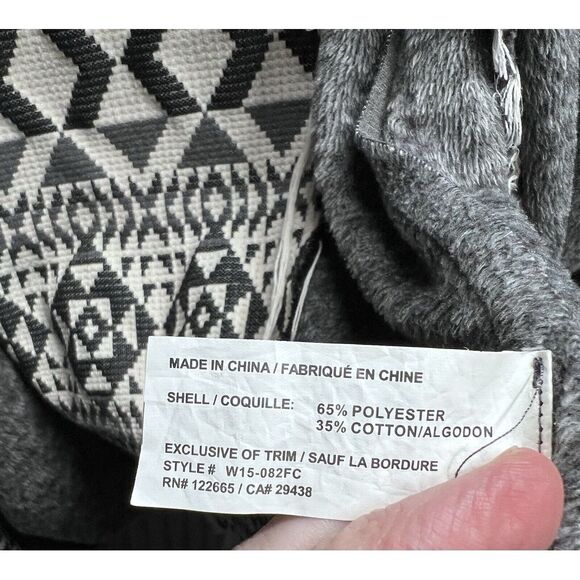 MADE IN CHINA / FABRIQUÉ EN CHINE
SHELL / COQUILLE: 65% POLYESTER
35% COTTON/ALGODON
EXCLUSIVE OF TRIM / SAUF LA BORDURE
STYLE # W15-082FC
RN# 122665 / CA# 29438